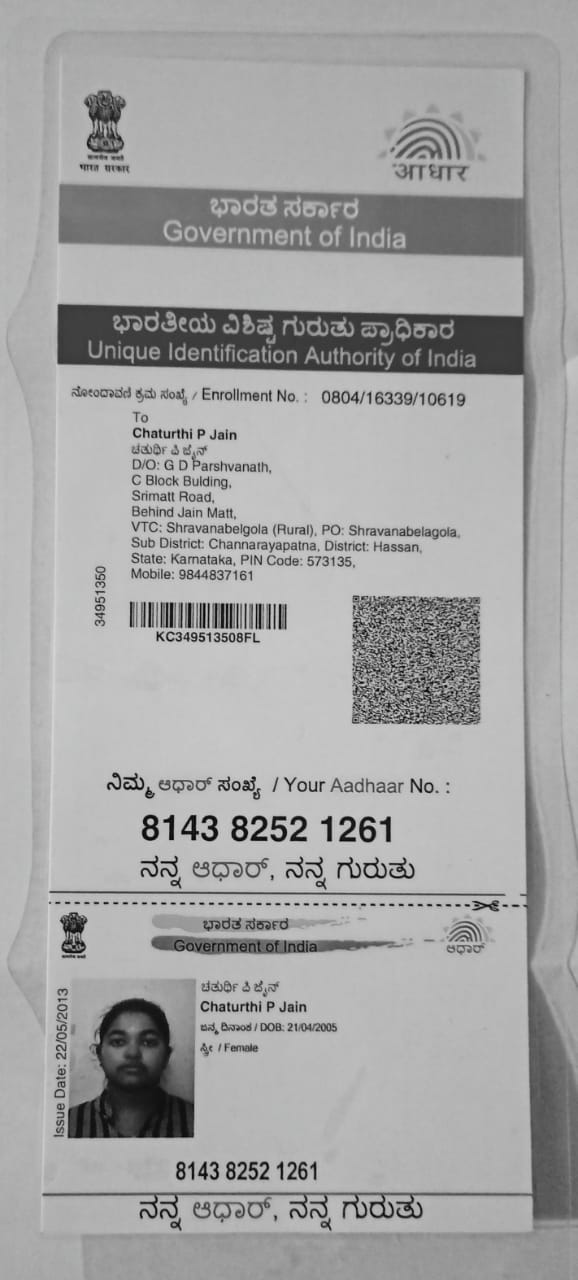 भारत सरकार
आधार
ಭಾರತ ಸರ್ಕಾರ
Government of India
ಭಾರತೀಯ ವಿಶಿಷ್ಟ ಗುರುತು ಪ್ರಾಧಿಕಾರ
Unique Identification Authority of India
ನೋಂದಾವಣಿ ಕ್ರಮ ಸಂಖ್ಯೆ / Enrollment No. : 0804/16339/10619
To
Chaturthi P Jain
ಚತುರ್ಥಿ ಪಿ ಜೈನ್
D/O: G D Parshvanath,
C Block Bulding,
Srimatt Road,
Behind Jain Matt,
VTC: Shravanabelgola (Rural), PO: Shravanabelagola,
Sub District: Channarayapatna, District: Hassan,
State: Karnataka, PIN Code: 573135,
Mobile: 9844837161
34951350
KC349513508FL
ನಿಮ್ಮ ಆಧಾರ್ ಸಂಖ್ಯೆ / Your Aadhaar No. :
8143 8252 1261
ನನ್ನ ಆಧಾರ್, ನನ್ನ ಗುರುತು
ಭಾರತ ಸರ್ಕಾರ
Government of India
ಆಧಾರ್
Issue Date: 22/05/2013
ಚತುರ್ಥಿ ಪಿ ಜೈನ್
Chaturthi P Jain
ಜನ್ಮ ದಿನಾಂಕ / DOB: 21/04/2005
ಸ್ತ್ರೀ / Female
8143 8252 1261
ನನ್ನ ಆಧಾರ್, ನನ್ನ ಗುರುತು